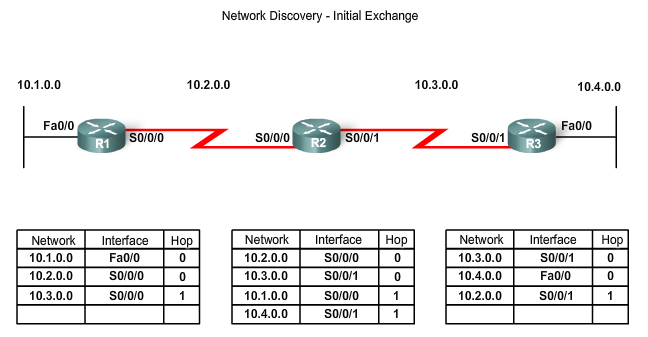 Network Discovery - Initial Exchange
10.1.0.0 10.2.0.0 10.3.0.0 10.4.0.0
Fa0/0 R1 S0/0/0 S0/0/0 R2 S0/0/1 S0/0/1 R3 Fa0/0
Network Interface Hop
10.1.0.0 Fa0/0 0
10.2.0.0 S0/0/0 0
10.3.0.0 S0/0/0 1
Network Interface Hop
10.2.0.0 S0/0/0 0
10.3.0.0 S0/0/1 0
10.1.0.0 S0/0/0 1
10.4.0.0 S0/0/1 1
Network Interface Hop
10.3.0.0 S0/0/1 0
10.4.0.0 Fa0/0 0
10.2.0.0 S0/0/1 1